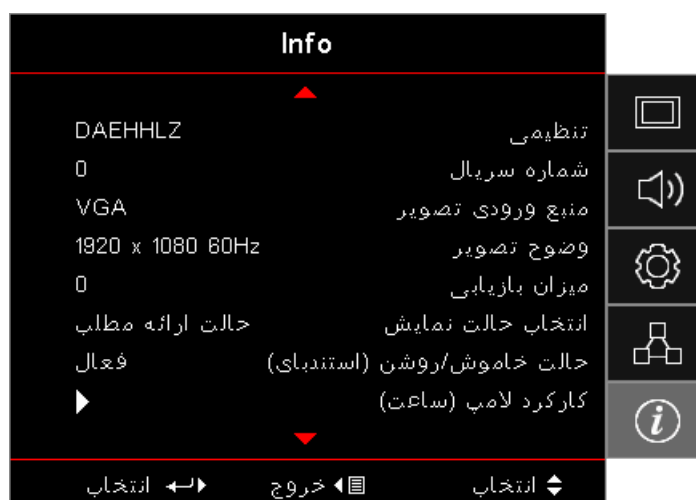 Info
تنظیمی DAEHHLZ
شماره سریال 0
منبع ورودی تصویر VGA
وضوح تصویر 1920 x 1080 60Hz
میزان بازیابی 0
انتخاب حالت نمایش حالت ارائه مطلب
حالت خاموش/روشن (استندبای) فعال
کارکرد لامپ (ساعت)
انتخاب خروج انتخاب